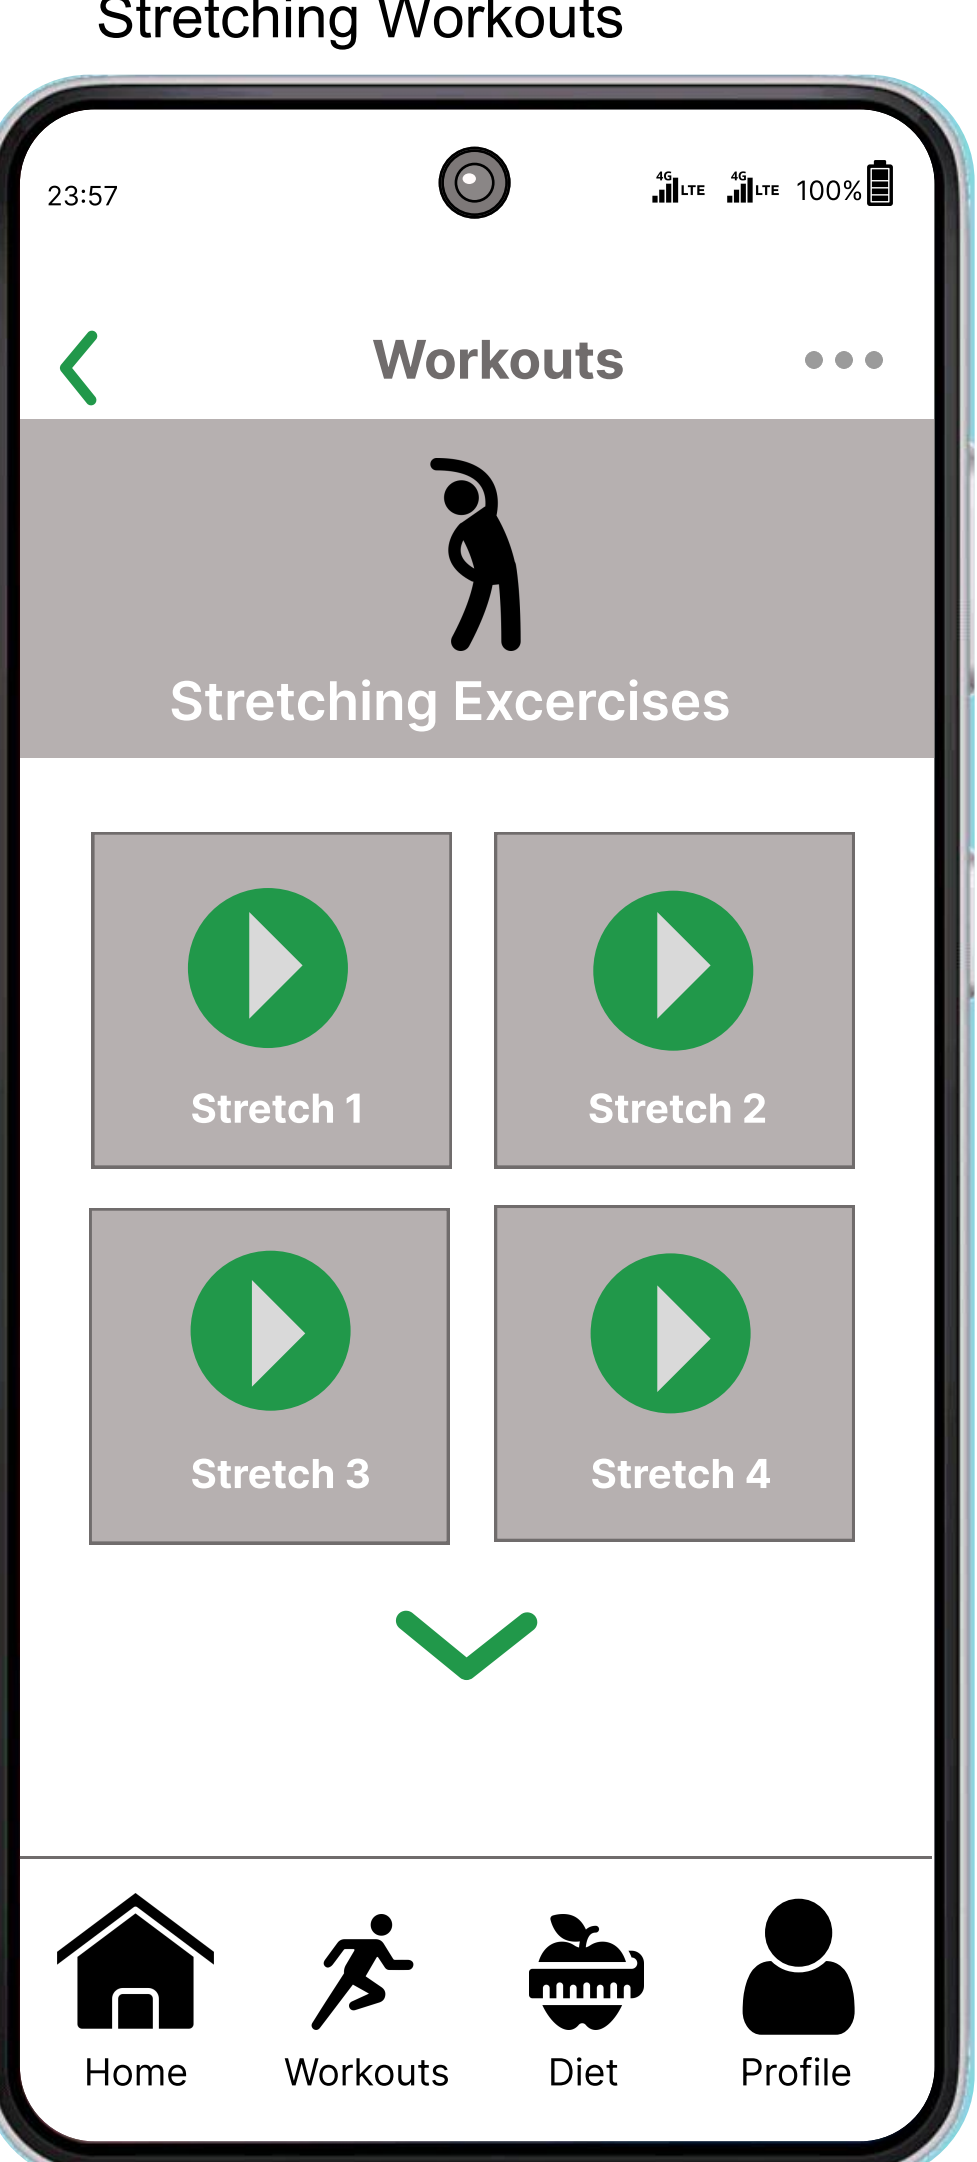 Stretching Workouts
23:57 4G LTE 4G LTE 100%
Workouts
Stretching Excercises
Stretch 1 Stretch 2
Stretch 3 Stretch 4
Home Workouts Diet Profile